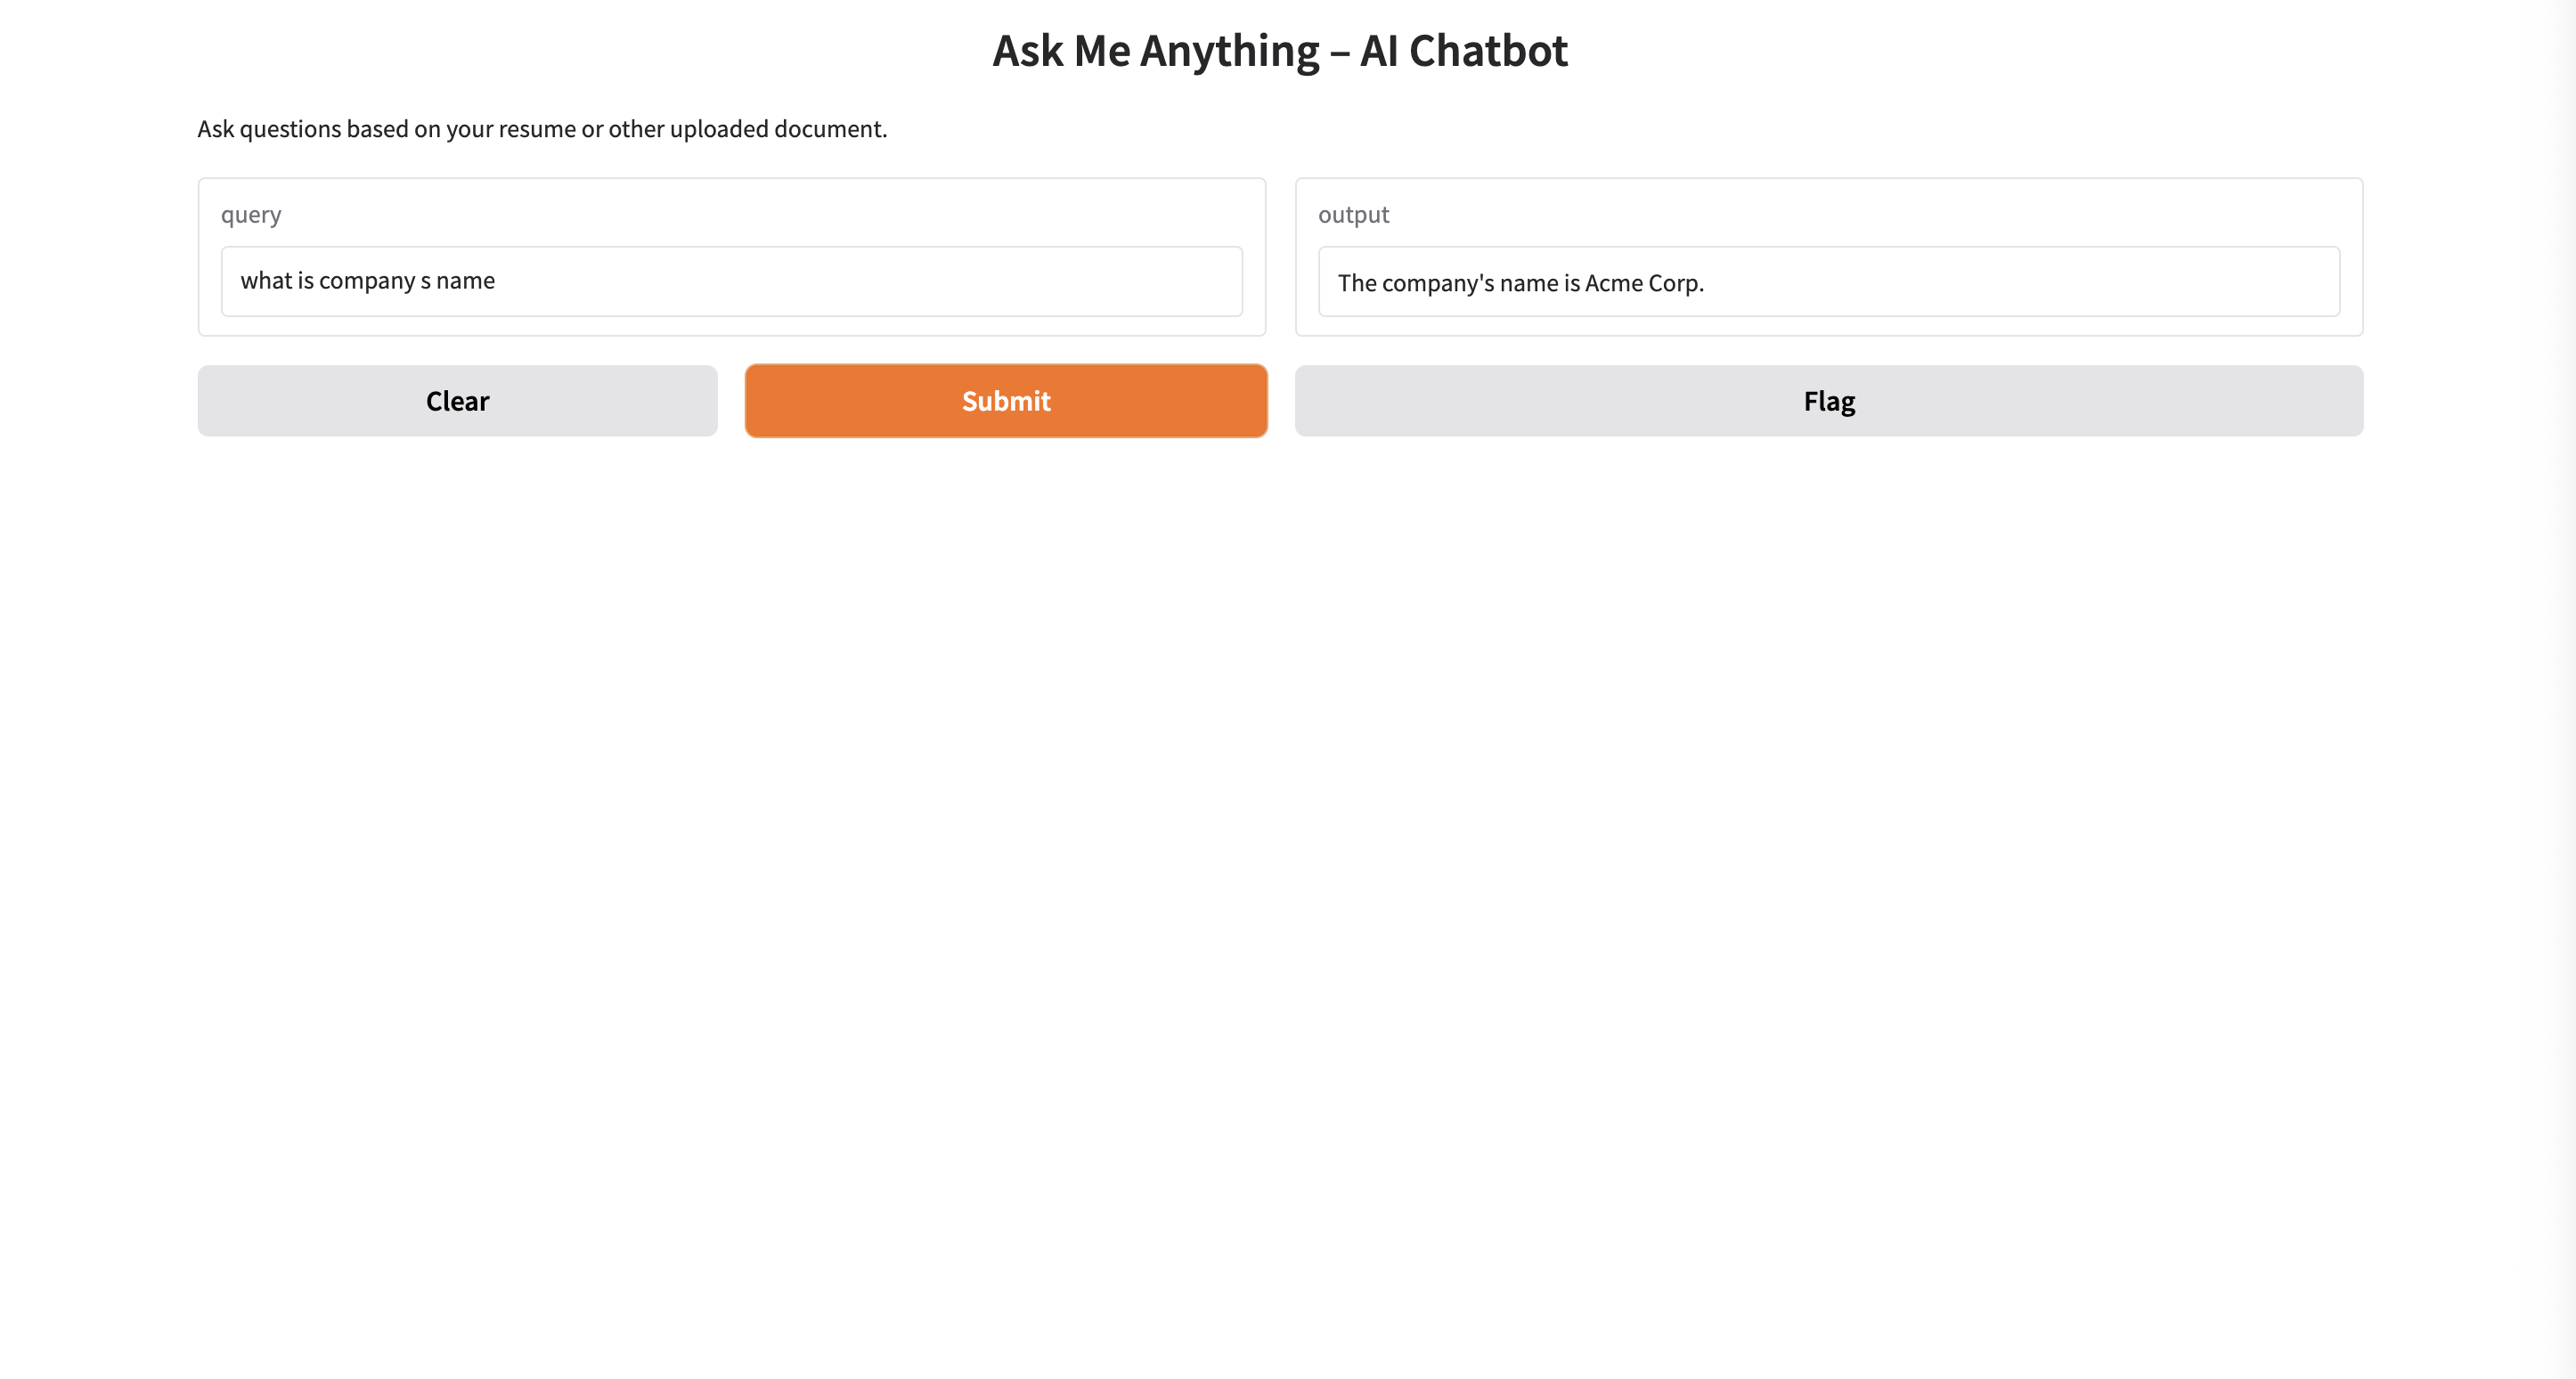 Ask Me Anything – AI Chatbot
Ask questions based on your resume or other uploaded document.
query
what is company s name
output
The company's name is Acme Corp.
Clear
Submit
Flag